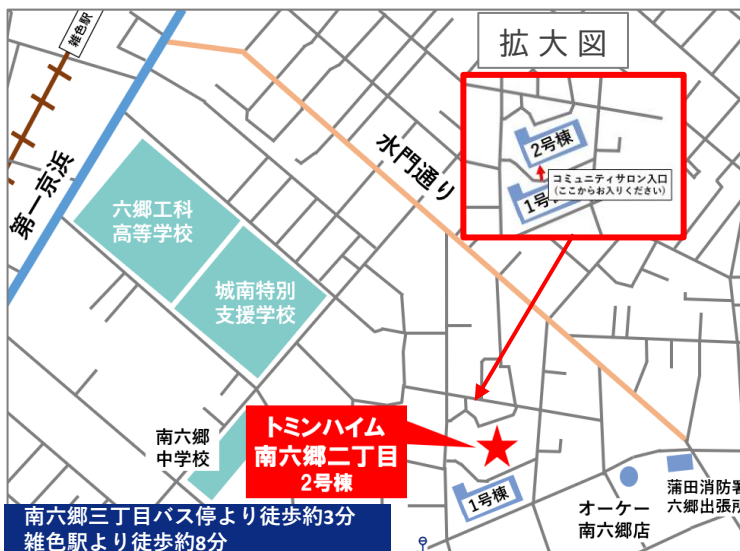 雑色駅
第一京浜
拡大図
2号棟
コミュニティサロン入口
(ここからお入りください)
1号
水門通り
六郷工科
高等学校
城南特別
支援学校
南六郷
中学校
トミンハイム
南六郷二丁目
2号棟
1号棟
オーケー
南六郷店
蒲田消防署
六郷出張所
南六郷三丁目バス停より徒歩約3分
雑色駅より徒歩約8分